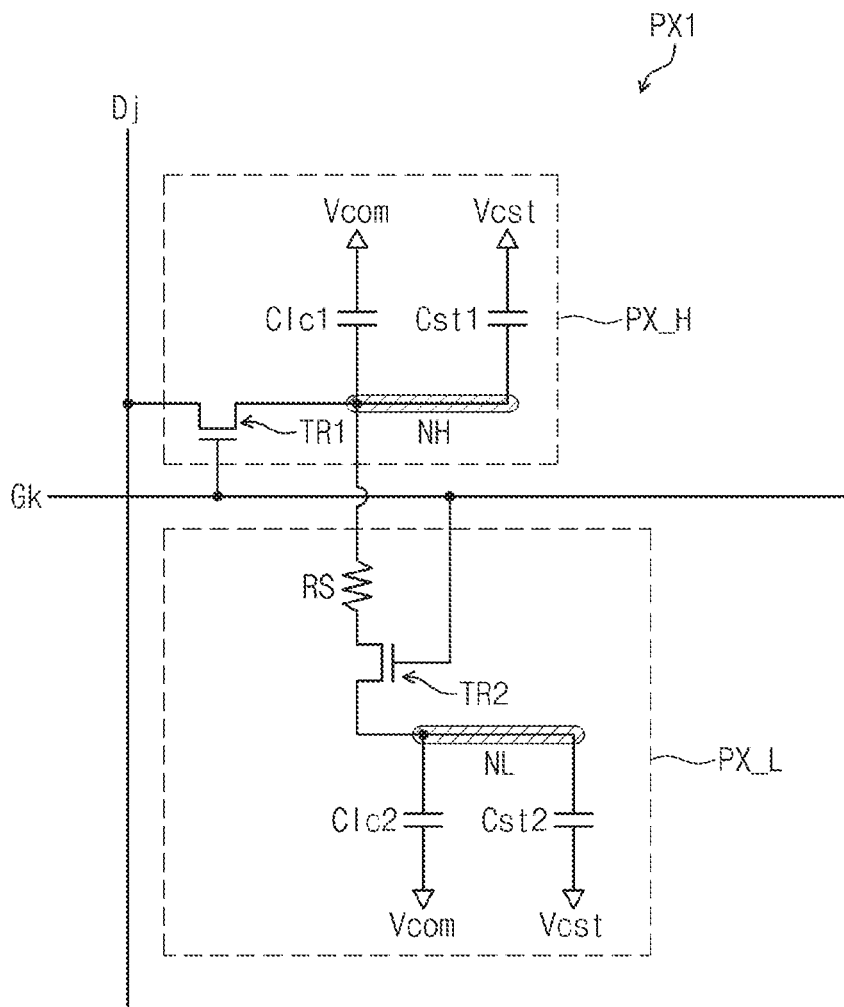 PX1
Dj
Vcom
Vcst
Clc1
Cst1
PX_H
TR1
NH
Gk
RS
TR2
NL
PX_L
Clc2
Cst2
Vcom
Vcst